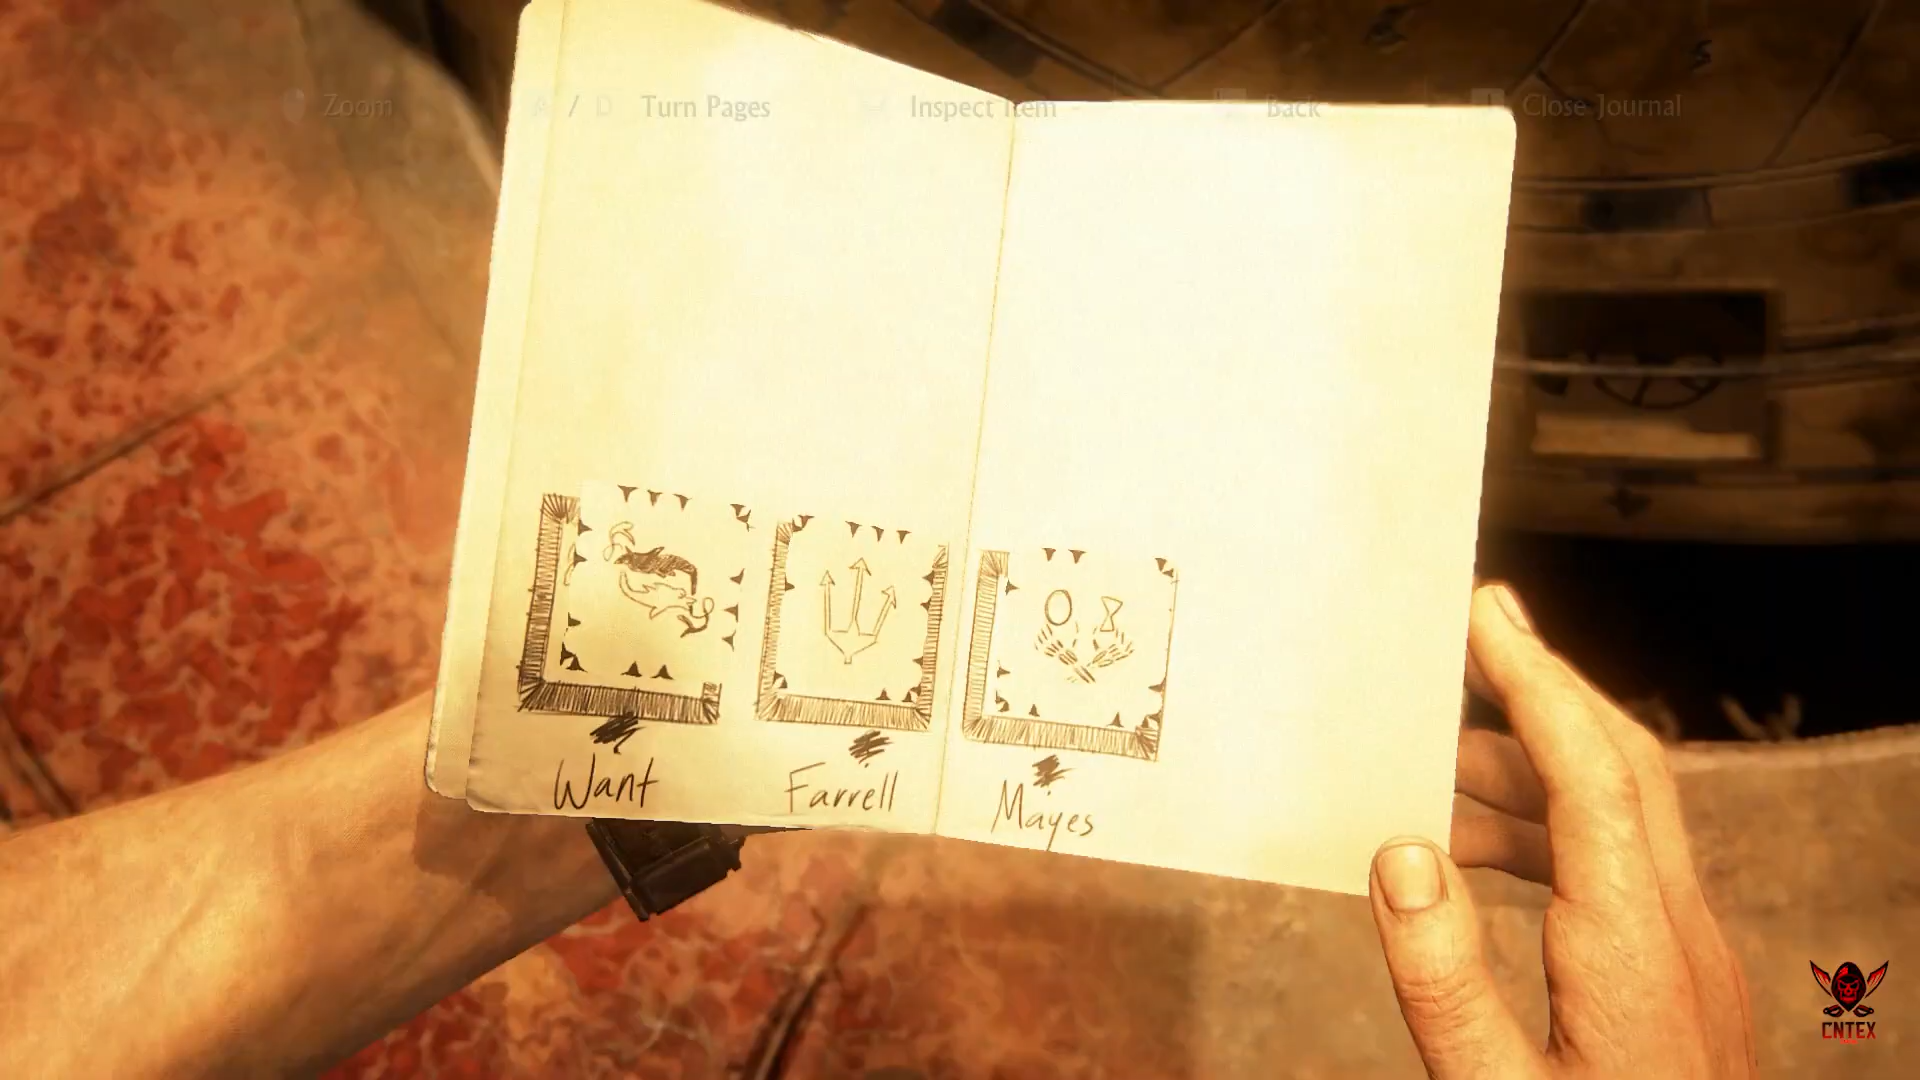 Zoom
A / D Turn Pages
Inspect Item
Back
Close Journal
Want
Farrell
Mayes
CNTEX